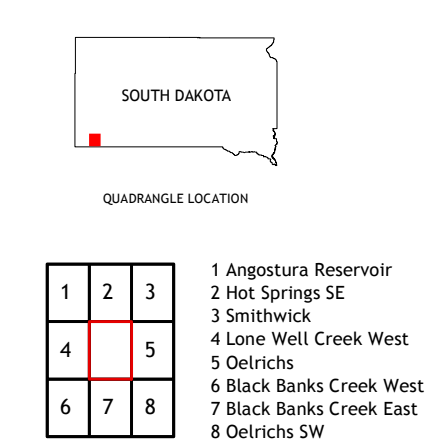 SOUTH DAKOTA
QUADRANGLE LOCATION
1 2 3
4 5
6 7 8
1 Angostura Reservoir
2 Hot Springs SE
3 Smithwick
4 Lone Well Creek West
5 Oelrichs
6 Black Banks Creek West
7 Black Banks Creek East
8 Oelrichs SW